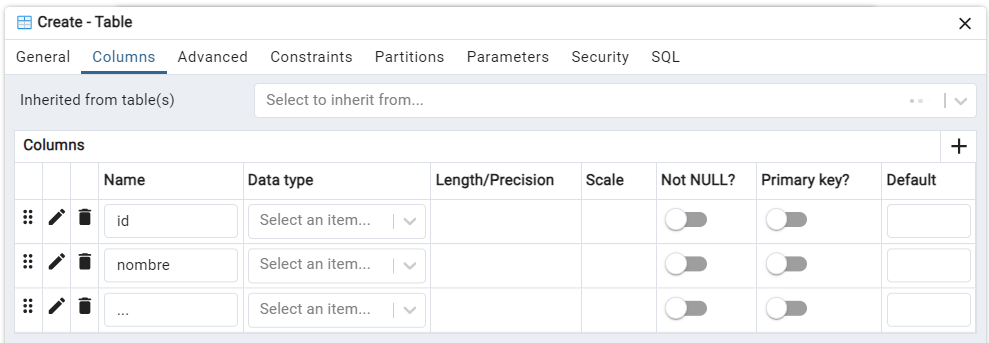 Create - Table
General Columns Advanced Constraints Partitions Parameters Security SQL
Inherited from table(s) Select to inherit from...
Columns
Name Data type Length/Precision Scale Not NULL? Primary key? Default
id Select an item...
nombre Select an item...
... Select an item...